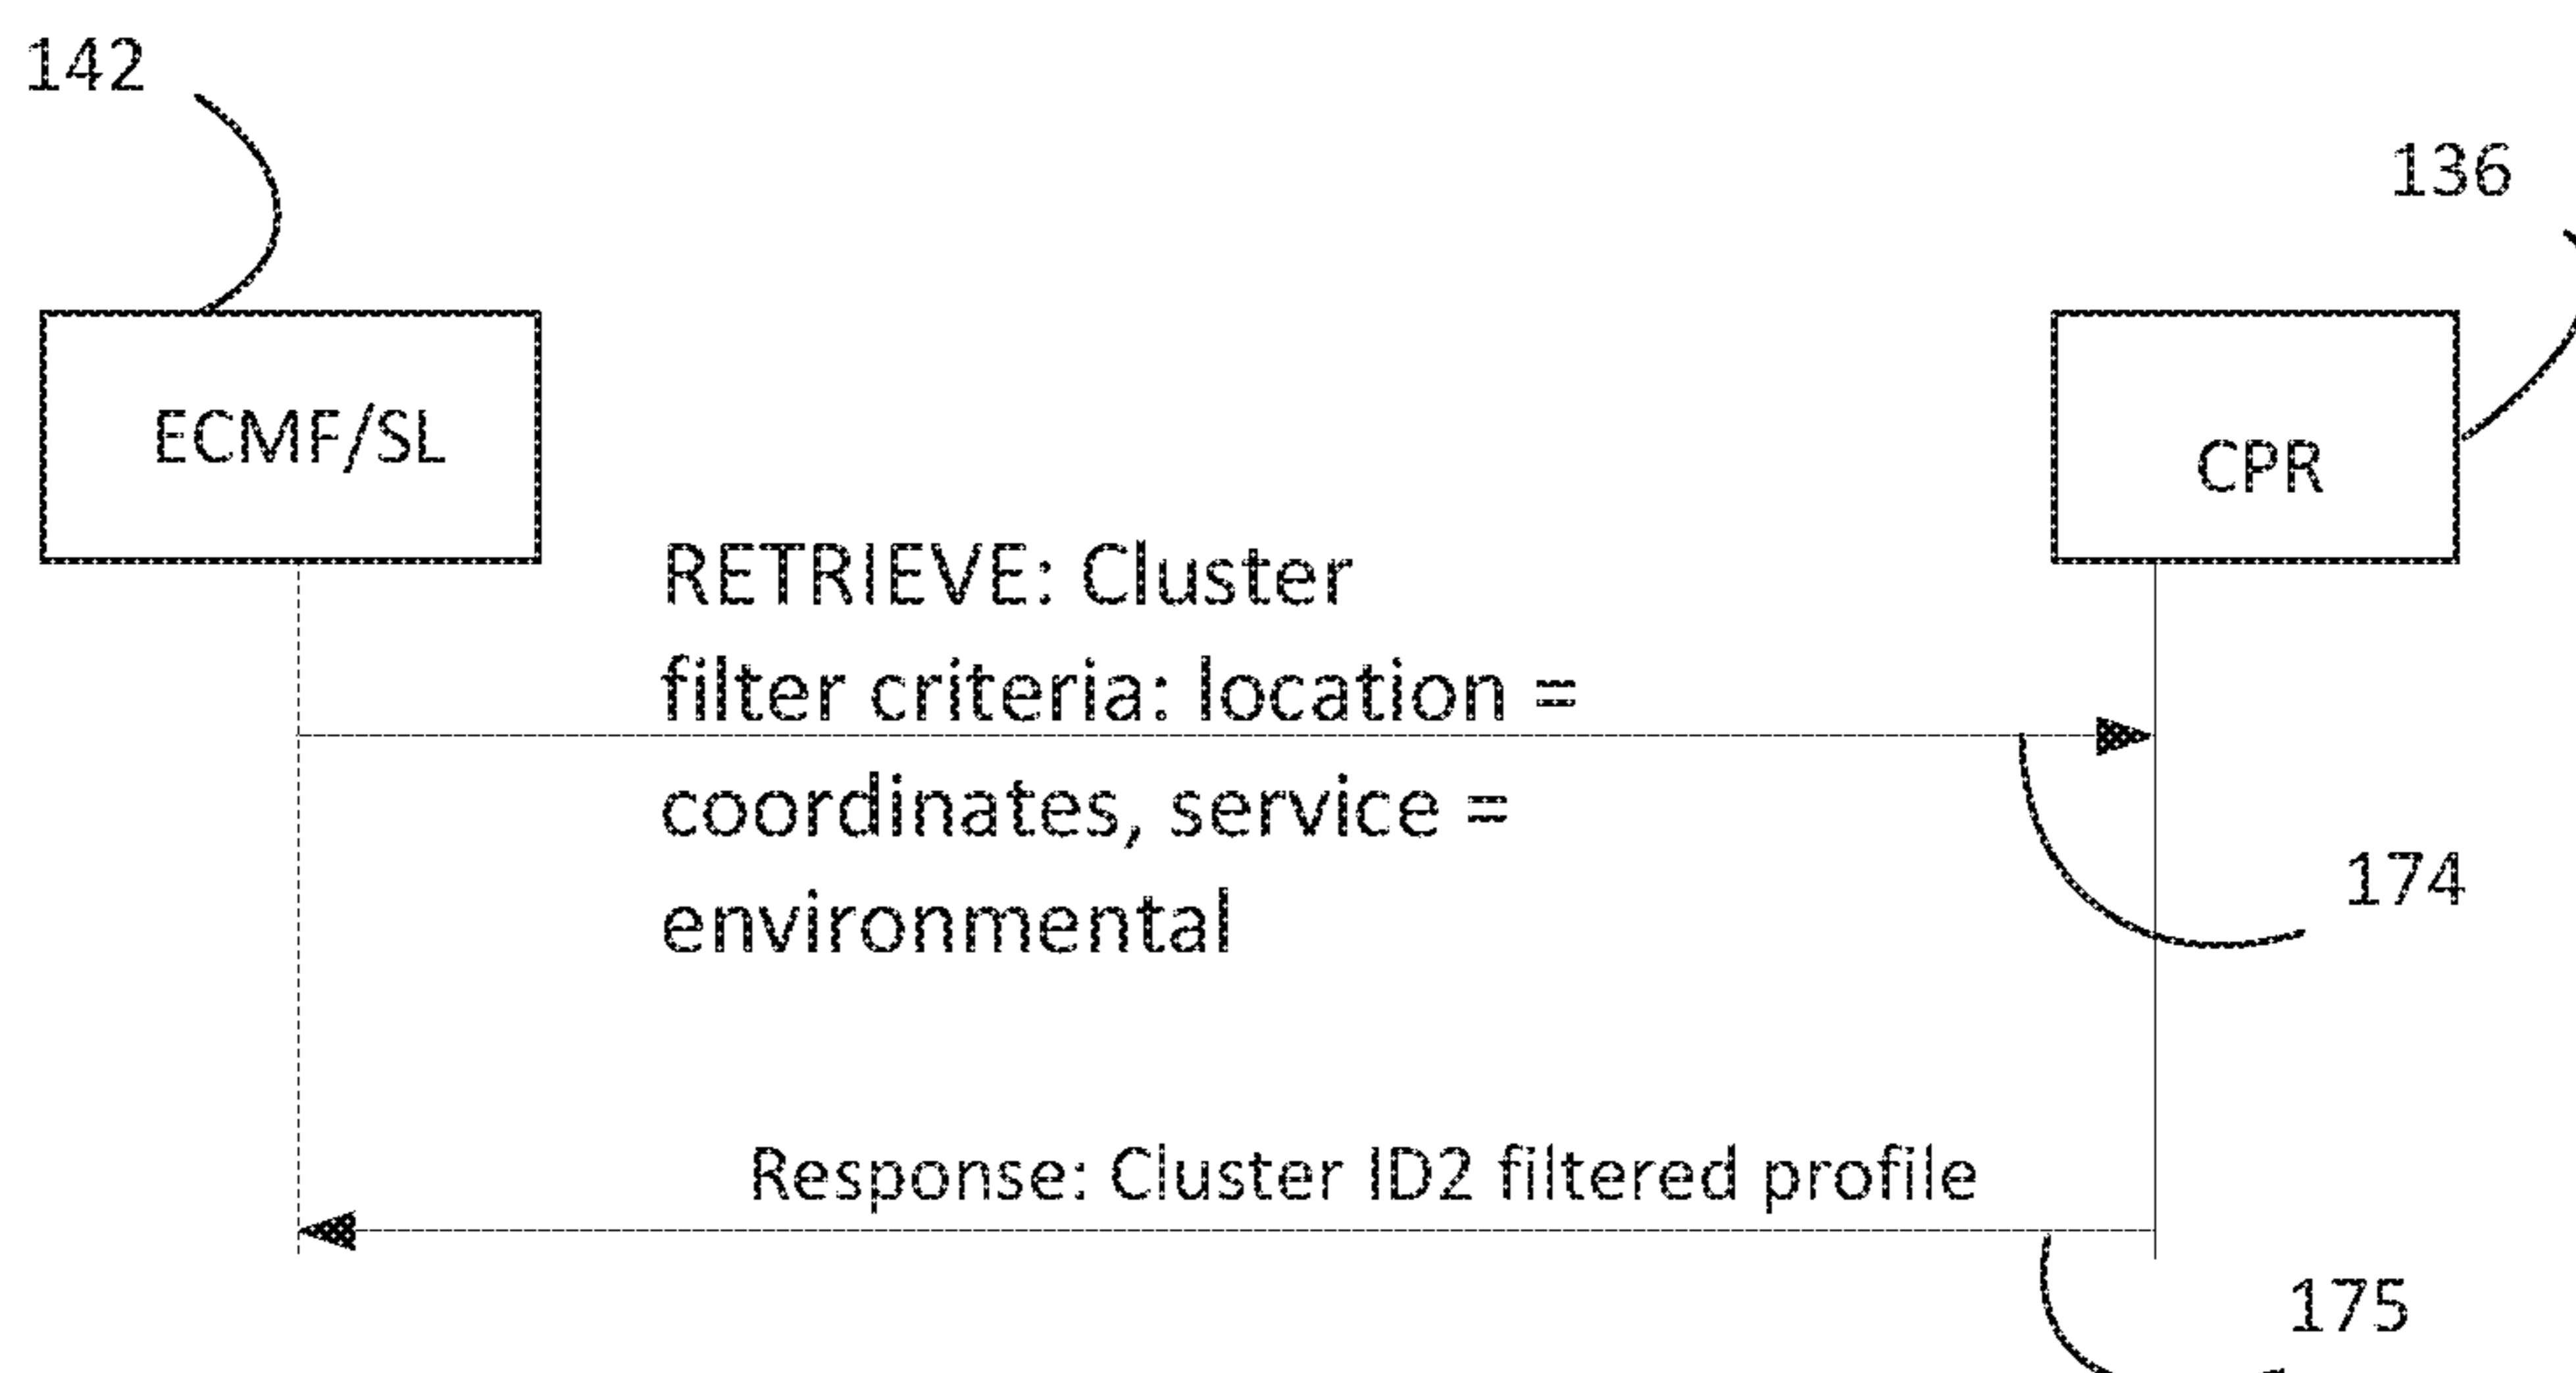 142
136
ECMF/SL
CPR
RETRIEVE: Cluster
filter criteria: location =
coordinates, service =
environmental
174
Response: Cluster ID2 filtered profile
175